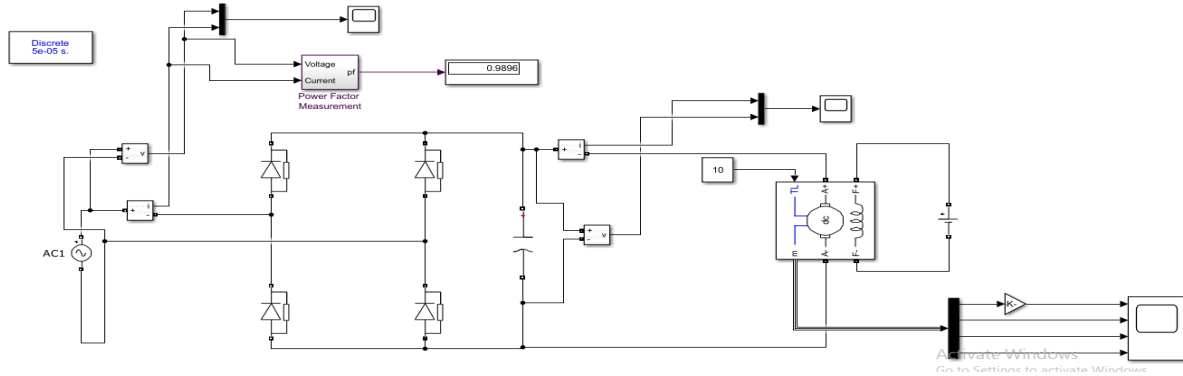 Discrete
5e-05 s.
Voltage
Current
pf
0.9896
Power Factor
Measurement
+
-
v
+
-
i
AC1
+
-
i
+
-
v
10
TL
m
A+
A-
dc
F+
F-
+
K-
Activate Windows
Go to Settings to activate Windows.